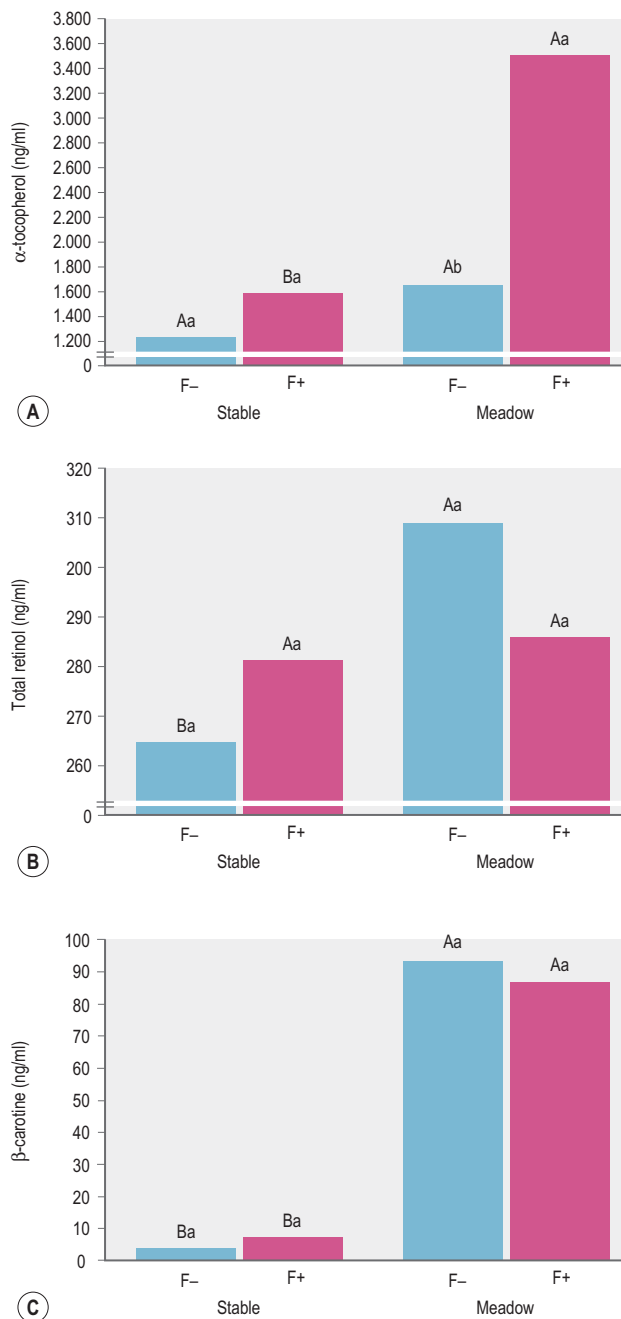 3.800
3.600
3.400
3.200
3.000
2.800
2.600
2.400
2.200
2.000
1.800
1.600
1.400
1.200
0
α-tocopherol (ng/ml)
Aa
Ba
Ab
Aa
F– F+ F– F+
Stable Meadow
A
320
310
200
290
280
270
260
0
Total retinol (ng/ml)
Ba
Aa
Aa
Aa
F– F+ F– F+
Stable Meadow
B
100
90
80
70
60
50
40
30
20
10
0
β-carotine (ng/ml)
Ba
Ba
Aa
Aa
F– F+ F– F+
Stable Meadow
C